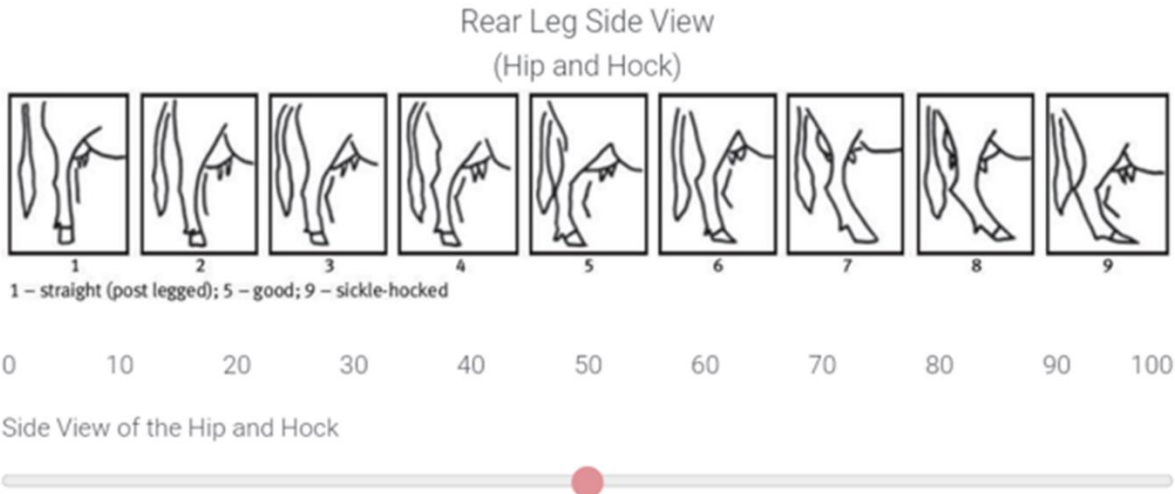 Rear Leg Side View
(Hip and Hock)
1 2 3 4 5 6 7 8 9
1 – straight (post legged); 5 – good; 9 – sickle-hocked
0 10 20 30 40 50 60 70 80 90 100
Side View of the Hip and Hock